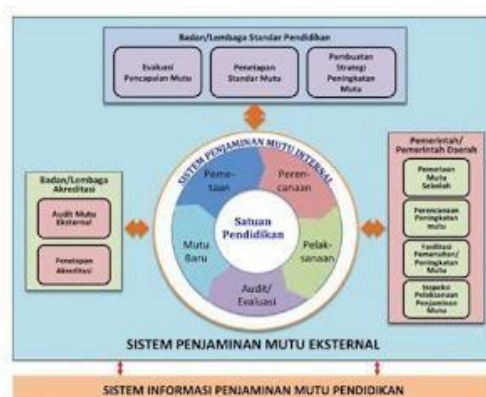 Badan/Lembaga Standar Pendidikan
Evaluasi
Pencapaian Mutu
Penetapan
Standar Mutu
Pembuatan
Strategi
Peningkatan
Mutu
Badan/Lembaga
Akreditasi
Audit Mutu
Eksternal
Penetapan
Akreditasi
SISTEM PENJAMINAN MUTU INTERNAL
Peme-
taan
Peren-
canaan
Satuan
Pendidikan
Mutu
Baru
Pelak-
sanaan
Audit/
Evaluasi
Pemerintah/
Pemerintah Daerah
Pemetaan
Mutu
Sekolah
Perencanaan
Peningkatan
mutu
Fasilitasi
Pemenuhan/
Peningkatan
Mutu
Inspeksi
Pelaksanaan
Penjaminan
Mutu
SISTEM PENJAMINAN MUTU EKSTERNAL
SISTEM INFORMASI PENJAMINAN MUTU PENDIDIKAN